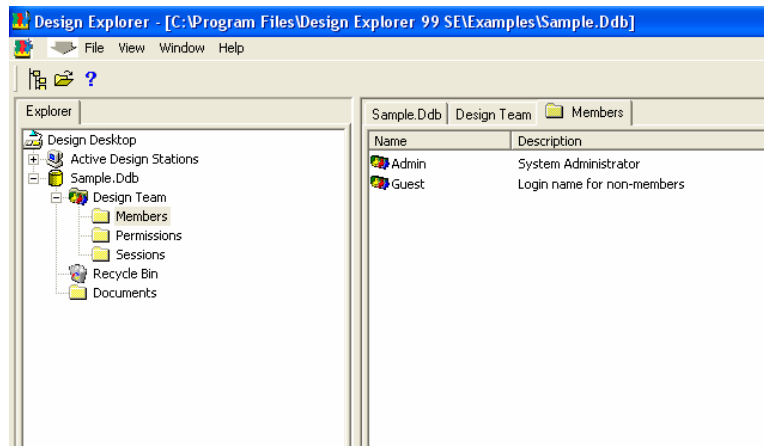 Design Explorer - [C:\Program Files\Design Explorer 99 SE\Examples\Sample.Ddb]
File View Window Help
?
Explorer
Design Desktop
Active Design Stations
Sample.Ddb
Design Team
Members
Permissions
Sessions
Recycle Bin
Documents
Sample.Ddb Design Team Members
Name Description
Admin System Administrator
Guest Login name for non-members